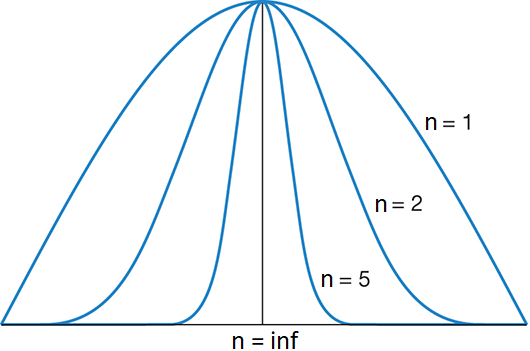 n = 1
n = 2
n = 5
n = inf